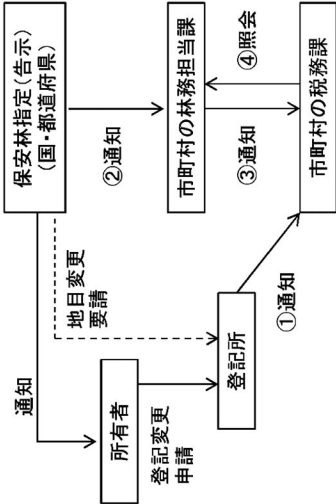 保安林指定(告示)
(国・都道府県)
通知
地目変更
要請
②通知
所有者
市町村の林務担当課
登記変更
申請
登記所
③通知
④照会
①通知
市町村の税務課